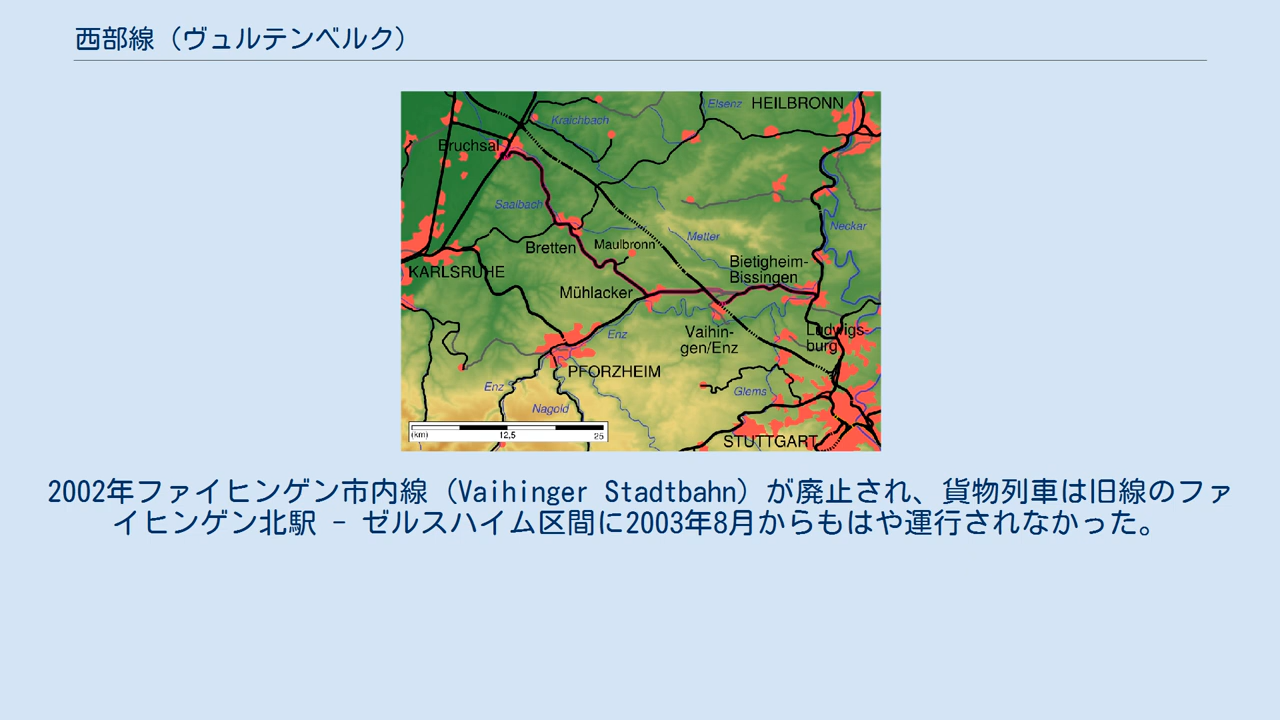 西部線（ヴュルテンベルク）
Elsenz
HEILBRONN
Kraichbach
Bruchsal
Saalbach
Neckar
Metter
Bretten
Maulbronn
Bietigheim-
Bissingen
KARLSRUHE
Mühlacker
Enz
Vaihin-
gen/Enz
Ludwigs-
burg
PFORZHEIM
Enz
Glems
Nagold
(km)
12,5
25
STUTTGART
2002年ファイヒンゲン市内線（Vaihinger Stadtbahn）が廃止され、貨物列車は旧線のファ
イヒンゲン北駅 - ゼルスハイム区間に2003年8月からもはや運行されなかった。